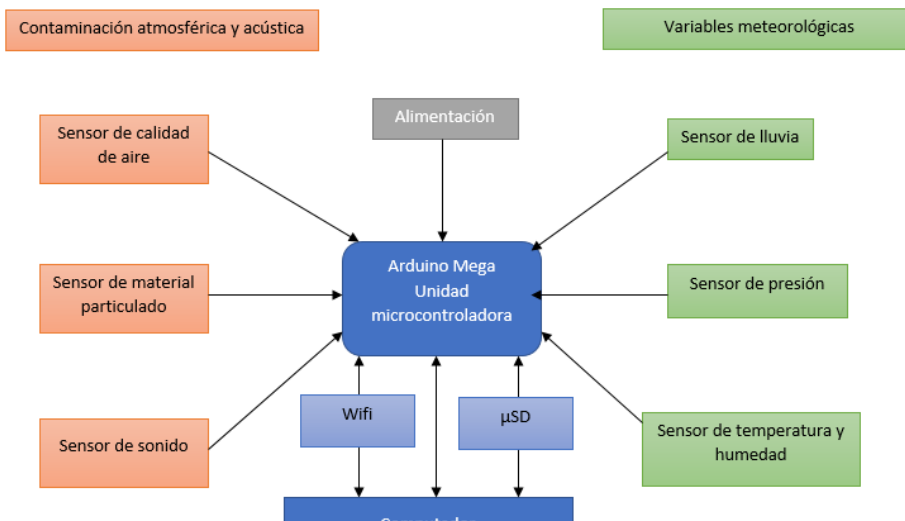 Contaminación atmosférica y acústica
Variables meteorológicas
Alimentación
Sensor de calidad
de aire
Sensor de lluvia
Arduino Mega
Unidad
microcontroladora
Sensor de material
particulado
Sensor de presión
Wifi
μSD
Sensor de sonido
Sensor de temperatura y
humedad